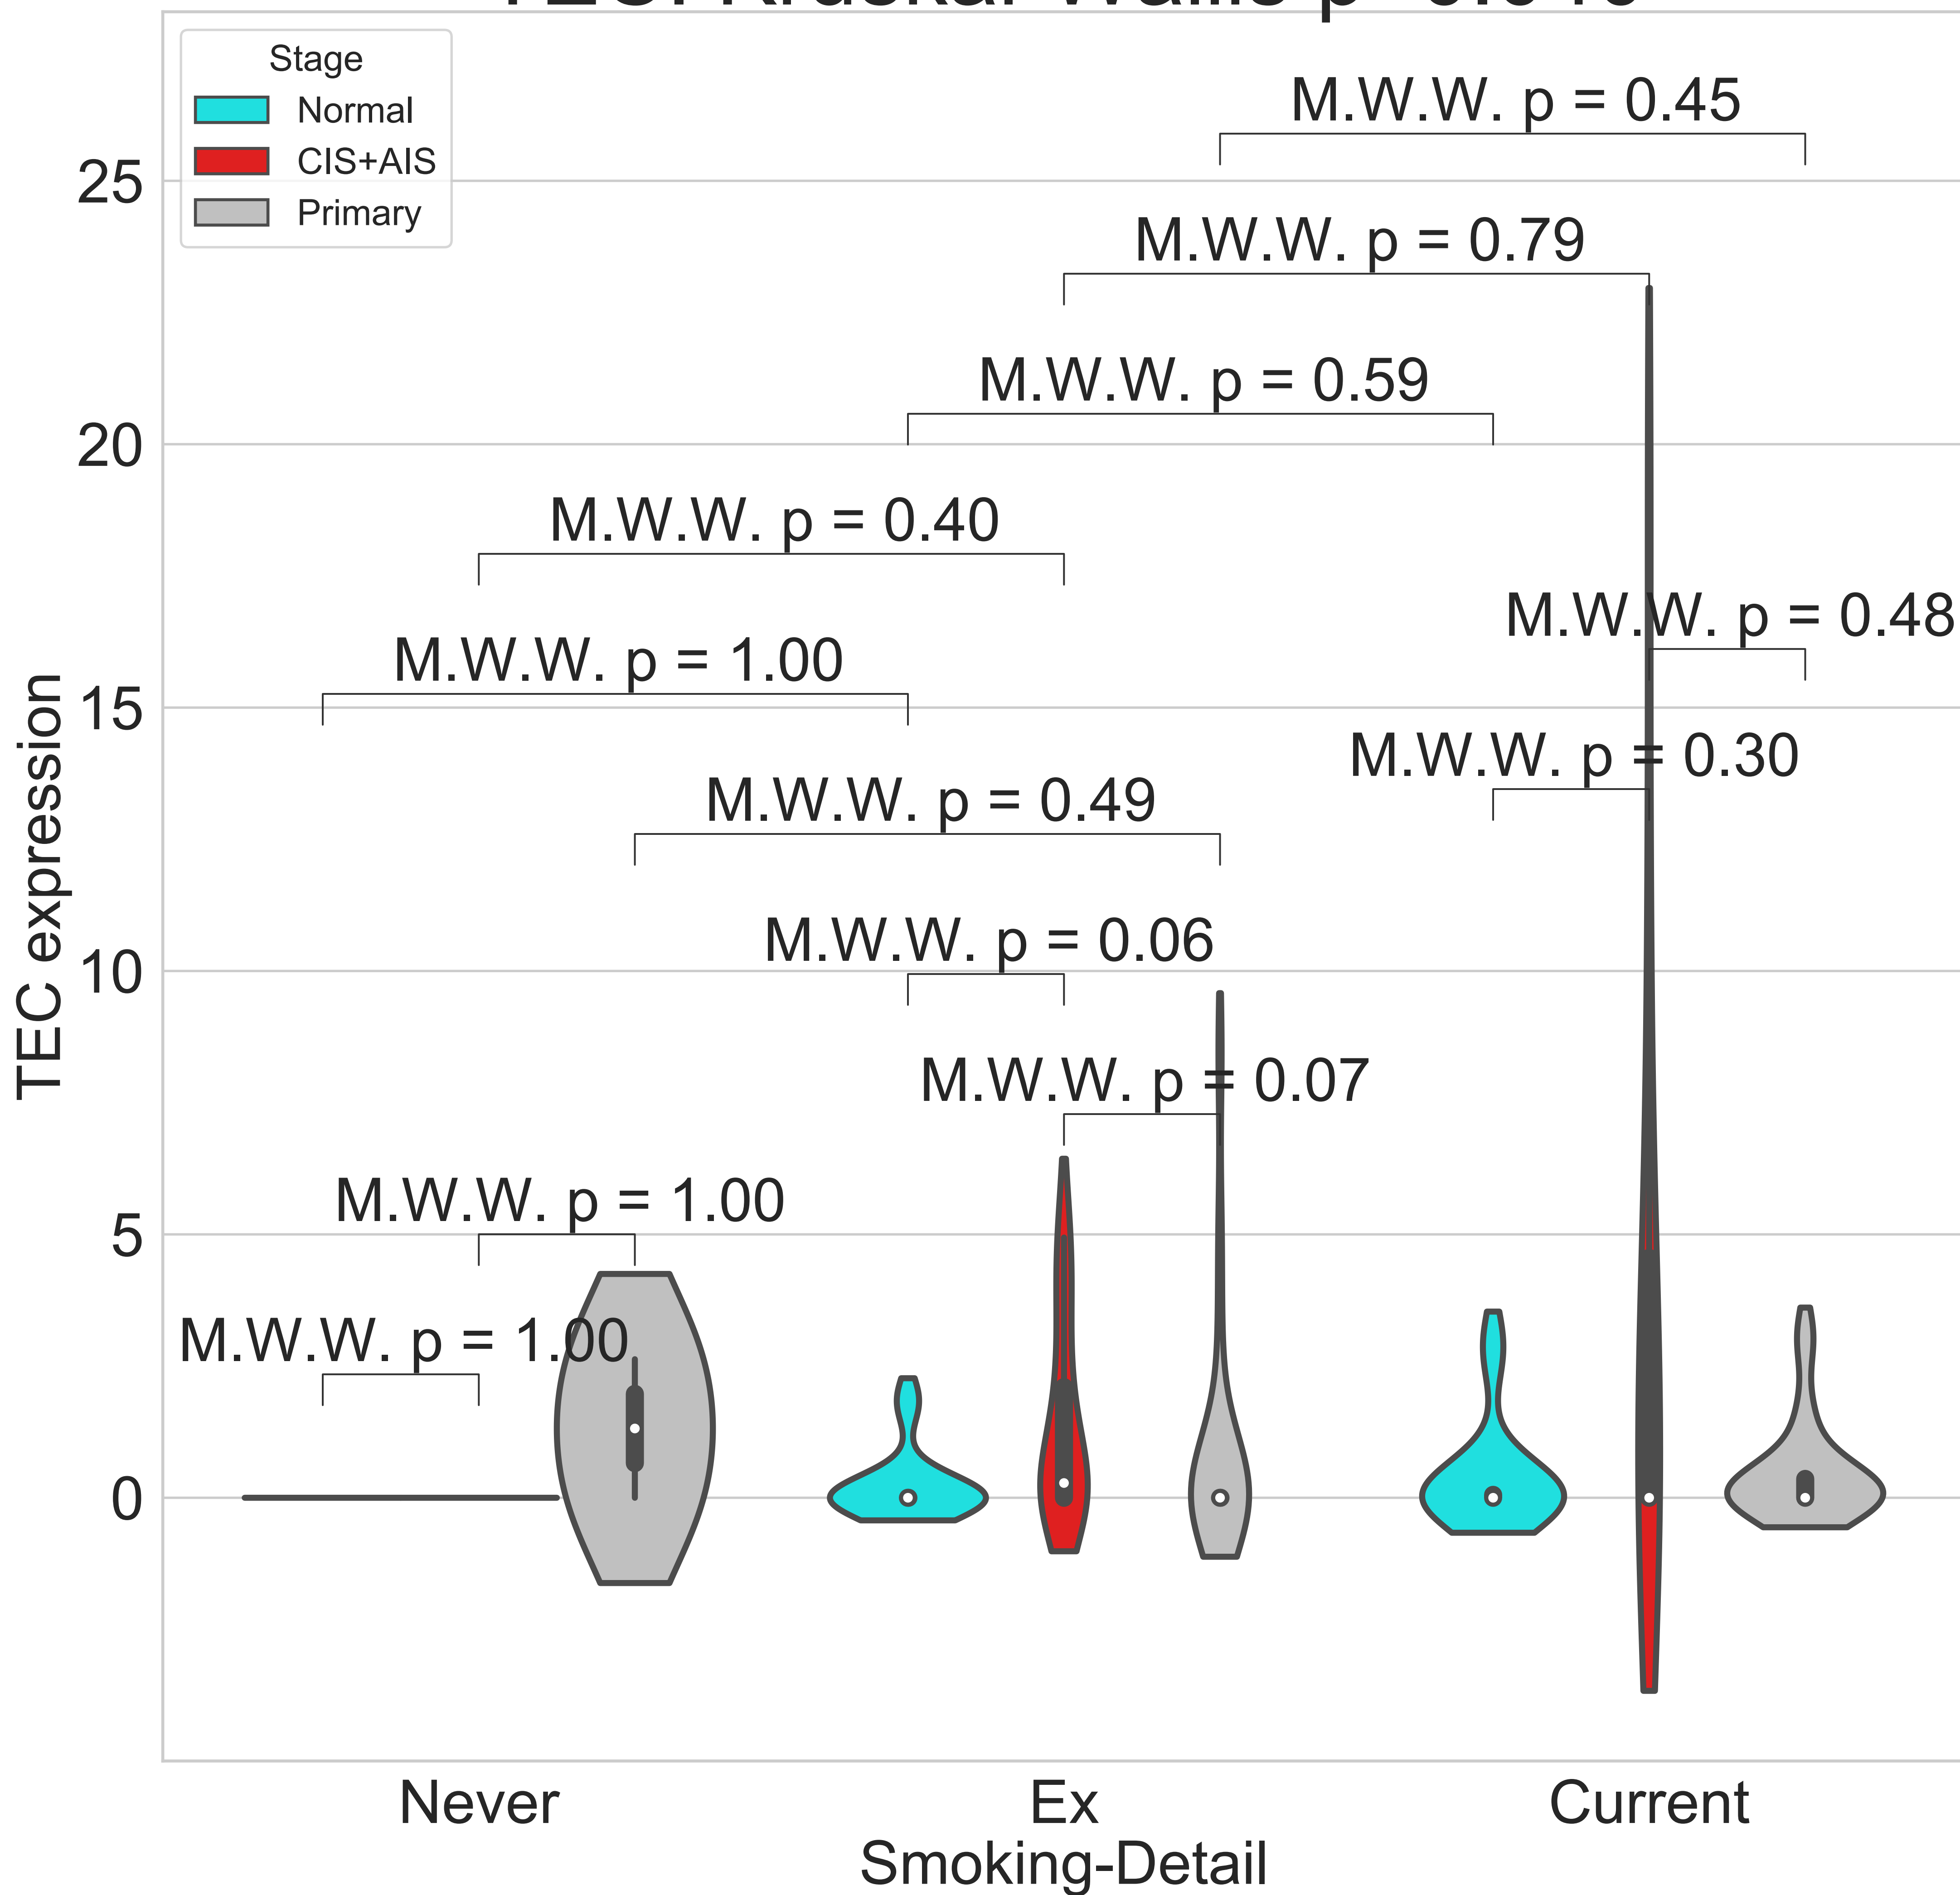 Stage
Normal
CIS+AIS
Primary
M.W.W. p = 0.45
25
M.W.W. p = 0.79
M.W.W. p = 0.59
20
M.W.W. p = 0.40
M.W.W. p = 0.48
M.W.W. p = 1.00
15
M.W.W. p = 0.30
M.W.W. p = 0.49
TEC expression
10
M.W.W. p = 0.06
M.W.W. p = 0.07
M.W.W. p = 1.00
5
M.W.W. p = 1.00
0
Never
Ex
Current
Smoking-Detail